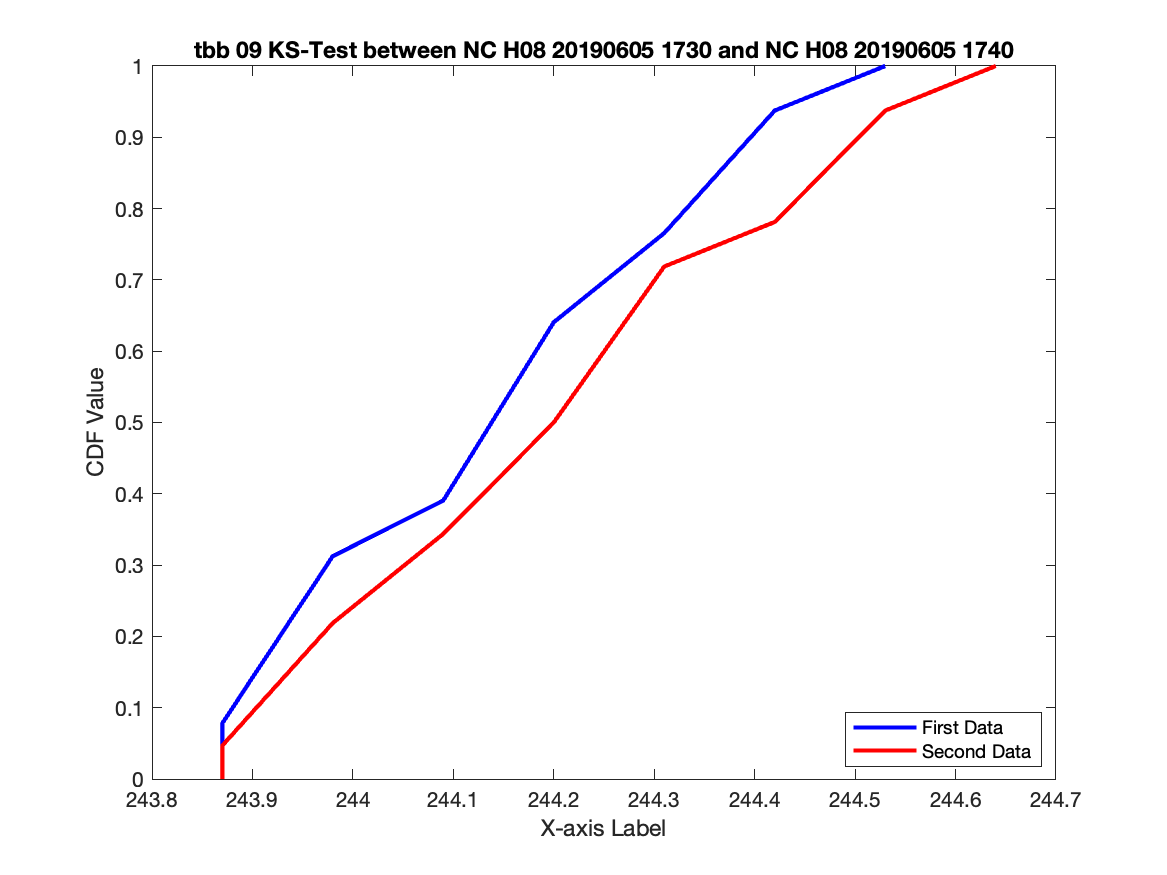 tbb 09 KS-Test between NC H08 20190605 1730 and NC H08 20190605 1740
1
0.9
0.8
0.7
0.6
0.5
0.4
0.3
0.2
0.1
0
CDF Value
243.8 243.9 244 244.1 244.2 244.3 244.4 244.5 244.6 244.7
X-axis Label
First Data
Second Data